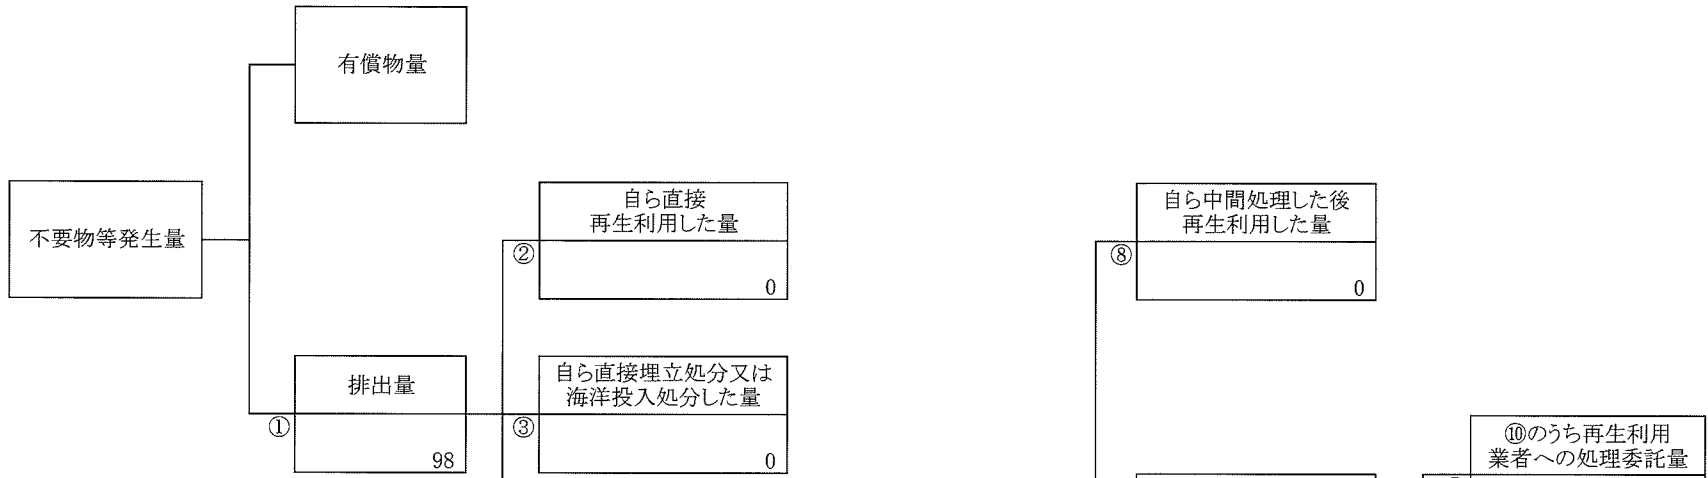 有償物量
不要物等発生量
自ら直接
再生利用した量
②
0
自ら中間処理した後
再生利用した量
⑧
0
排出量
①
98
自ら直接埋立処分又は
海洋投入処分した量
③
0
⑩のうち再生利用
業者への処理委託量